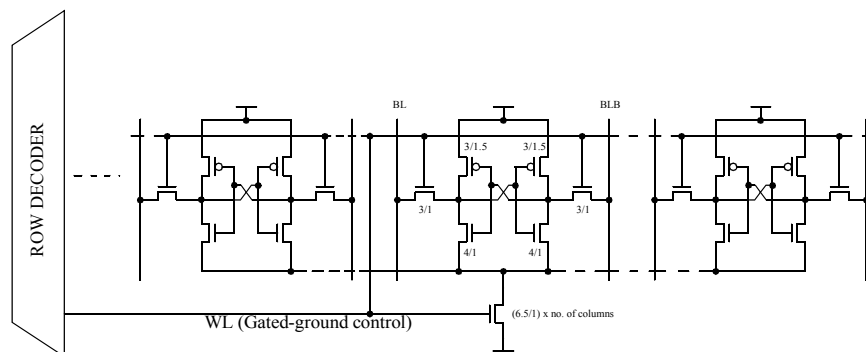 ROW DECODER
BL
BLB
3/1.5
3/1.5
3/1
3/1
4/1
4/1
WL (Gated-ground control)
(6.5/1) x no. of columns